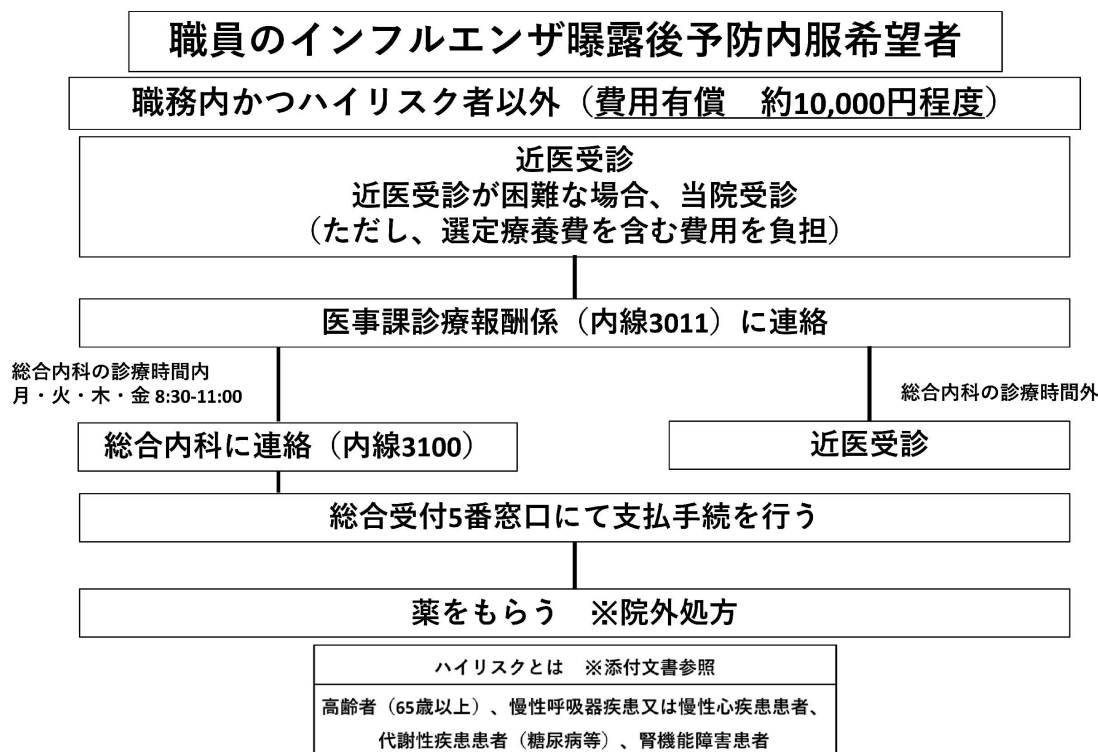 職員のインフルエンザ曝露後予防内服希望者
職務内かつハイリスク者以外（費用有償　約10,000円程度）
近医受診
近医受診が困難な場合、当院受診
（ただし、選定療養費を含む費用を負担）
医事課診療報酬係（内線3011）に連絡
総合内科の診療時間内
月・火・木・金 8:30-11:00
総合内科の診療時間外
総合内科に連絡（内線3100）
近医受診
総合受付5番窓口にて支払手続を行う
薬をもらう　※院外処方
ハイリスクとは　※添付文書参照
高齢者（65歳以上）、慢性呼吸器疾患又は慢性心疾患患者、
代謝性疾患患者（糖尿病等）、腎機能障害患者